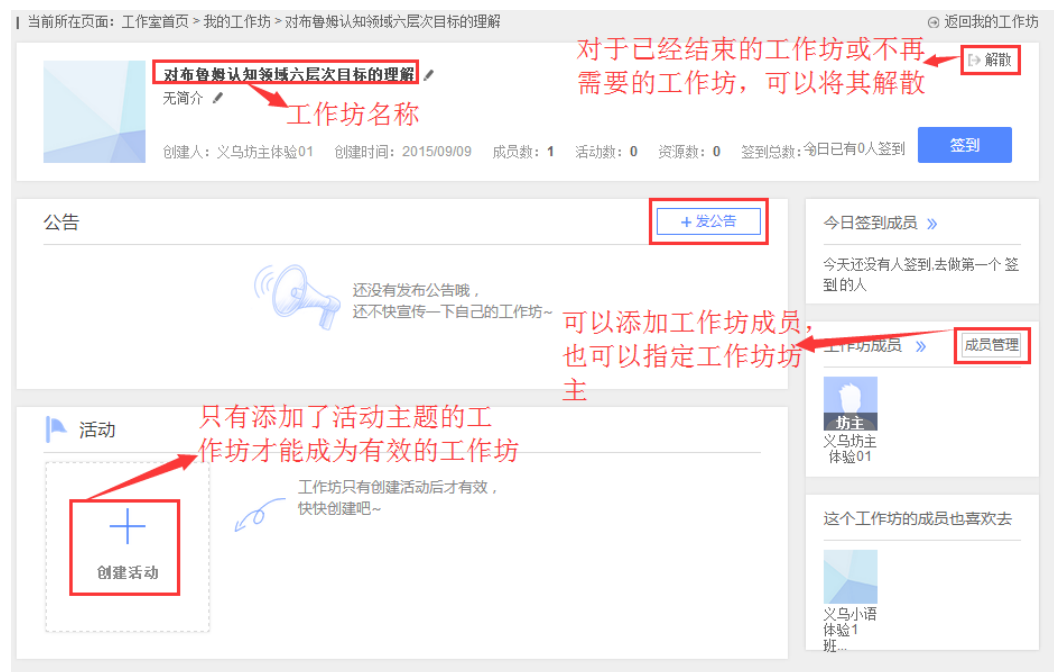 当前所在页面：工作室首页 > 我的工作坊 > 对布鲁姆认知领域六层次目标的理解
返回我的工作坊
对布鲁姆认知领域六层次目标的理解
无简介
工作坊名称
对于已经结束的工作坊或不再
需要的工作坊，可以将其解散
解散
创建人：义乌坊主体验01 创建时间：2015/09/09 成员数：1 活动数：0 资源数：0 签到总数：
今日已有0人签到
签到
公告
+ 发公告
还没有发布公告哦，
还不快宣传一下自己的工作坊~
今日签到成员 »
今天还没有人签到,去做第一个 签
到的人
可以添加工作坊成员，
也可以指定工作坊坊
主
工作坊成员 »
成员管理
坊主
义乌坊主
体验01
活动
只有添加了活动主题的工
作坊才能成为有效的工作坊
工作坊只有创建活动后才有效，
快快创建吧~
创建活动
这个工作坊的成员也喜欢去
义乌小语
体验1
班...